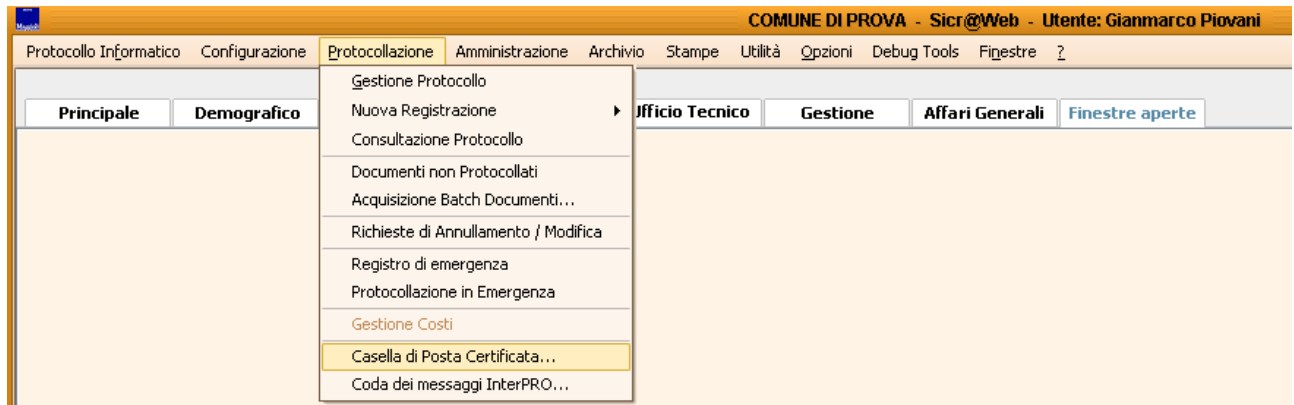 COMUNE DI PROVA - Sicr@Web - Utente: Gianmarco Piovani
Protocollo Informatico Configurazione Protocollazione Amministrazione Archivio Stampe Utilità Opzioni Debug Tools Finestre ?
Principale Demografico Ufficio Tecnico Gestione Affari Generali Finestre aperte
Gestione Protocollo
Nuova Registrazione
Consultazione Protocollo
Documenti non Protocollati
Acquisizione Batch Documenti...
Richieste di Annullamento / Modifica
Registro di emergenza
Protocollazione in Emergenza
Gestione Costi
Casella di Posta Certificata...
Coda dei messaggi InterPRO...